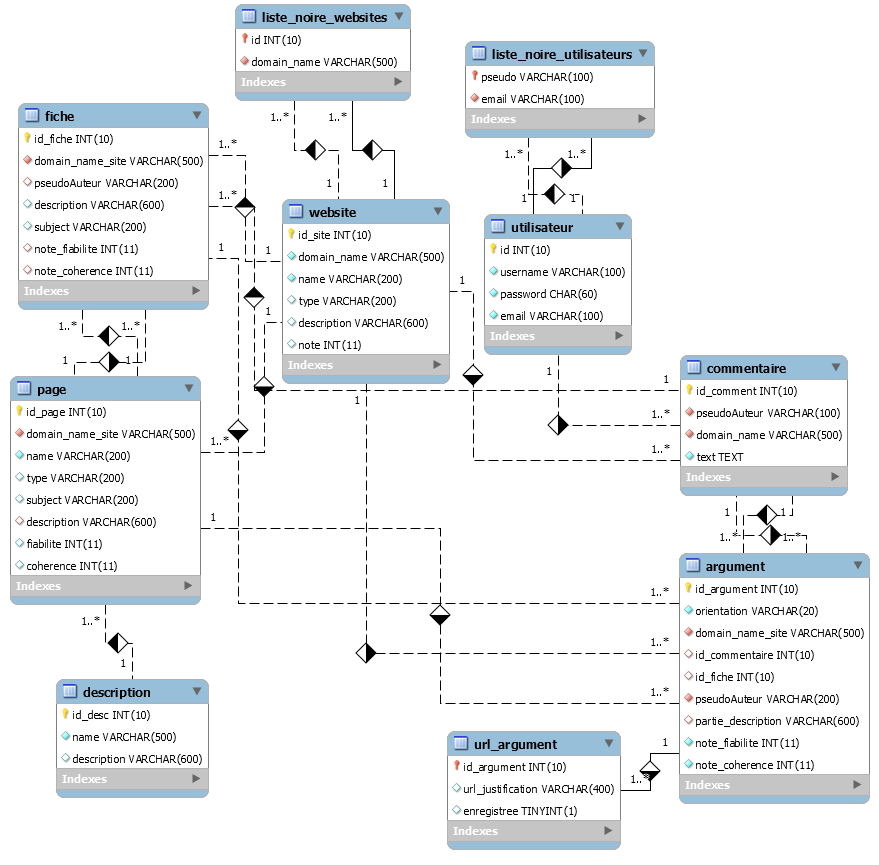 liste_noire_websites
id INT(10)
domain_name VARCHAR(500)
Indexes
liste_noire_utilisateurs
pseudo VARCHAR(100)
email VARCHAR(100)
Indexes
fiche
id_fiche INT(10)
domain_name_site VARCHAR(500)
pseudoAuteur VARCHAR(200)
description VARCHAR(600)
subject VARCHAR(200)
note_fiabilite INT(11)
note_coherence INT(11)
Indexes
1..*
1..*
1
1..*
1..*
1
1
1..*
1..*
1
1
website
id_site INT(10)
domain_name VARCHAR(500)
name VARCHAR(200)
type VARCHAR(200)
description VARCHAR(600)
note INT(11)
Indexes
1
1
1
1
utilisateur
id INT(10)
username VARCHAR(100)
password CHAR(60)
email VARCHAR(100)
Indexes
1
1..*
1..*
1
1
page
id_page INT(10)
domain_name_site VARCHAR(500)
name VARCHAR(200)
type VARCHAR(200)
subject VARCHAR(200)
description VARCHAR(600)
fiabilite INT(11)
coherence INT(11)
Indexes
1..*
1
1..*
1
commentaire
id_comment INT(10)
pseudoAuteur VARCHAR(100)
domain_name VARCHAR(500)
text TEXT
Indexes
1
1..*
1..*
1
1
1..*
1..*
argument
id_argument INT(10)
orientation VARCHAR(20)
domain_name_site VARCHAR(500)
id_commentaire INT(10)
id_fiche INT(10)
pseudoAuteur VARCHAR(200)
partie_description VARCHAR(600)
note_fiabilite INT(11)
note_coherence INT(11)
Indexes
1..*
1..*
1..*
1
1..*
description
id_desc INT(10)
name VARCHAR(500)
description VARCHAR(600)
Indexes
url_argument
id_argument INT(10)
url_justification VARCHAR(400)
enregistree TINYINT(1)
Indexes